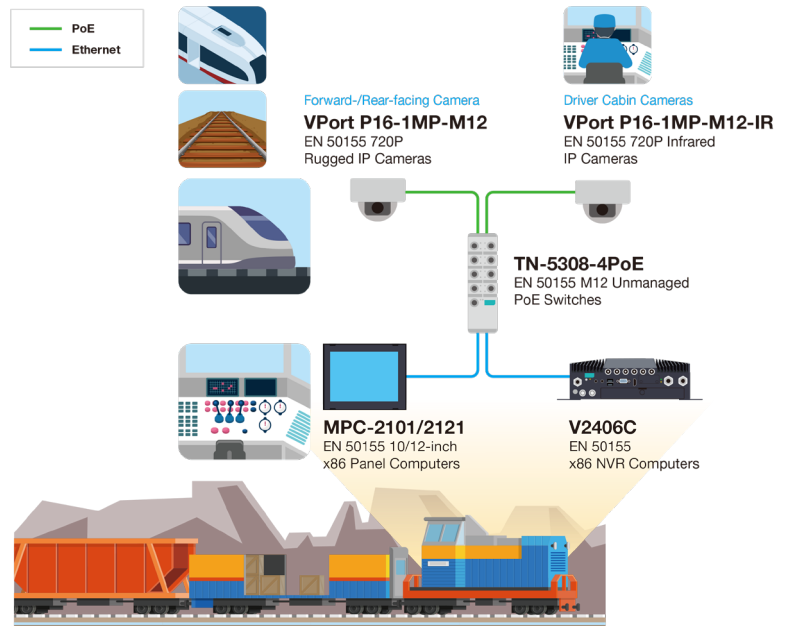 PoE
Ethernet
Forward-/Rear-facing Camera
VPort P16-1MP-M12
EN 50155 720P
Rugged IP Cameras
Driver Cabin Cameras
VPort P16-1MP-M12-IR
EN 50155 720P Infrared
IP Cameras
TN-5308-4PoE
EN 50155 M12 Unmanaged
PoE Switches
MPC-2101/2121
EN 50155 10/12-inch
x86 Panel Computers
V2406C
EN 50155
x86 NVR Computers